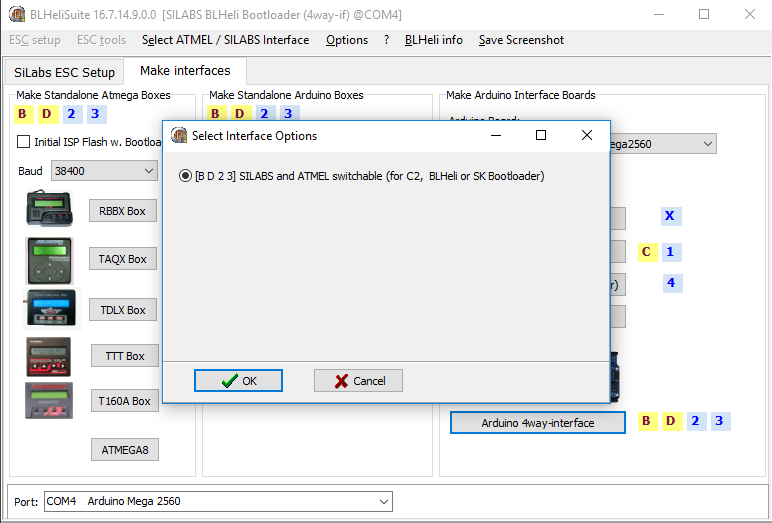 BLHeliSuite 16.7.14.9.0.0 [SILABS BLHeli Bootloader (4way-if) @COM4]
ESC setup ESC tools Select ATMEL / SILABS Interface Options ? BLHeli info Save Screenshot
SiLabs ESC Setup Make interfaces
Make Standalone Atmega Boxes Make Standalone Arduino Boxes Make Arduino Interface Boards
B D 2 3 B D 2 3
Select Interface Options
Initial ISP Flash w. Bootloa
Baud 38400
ega2560
[B D 2 3] SILABS and ATMEL switchable (for C2, BLHeli or SK Bootloader)
RBBX Box
X
TAQX Box
C 1
r) 4
TDLX Box
TTT Box
OK Cancel
T160A Box
Arduino 4way-interface B D 2 3
ATMEGA8
Port: COM4 Arduino Mega 2560